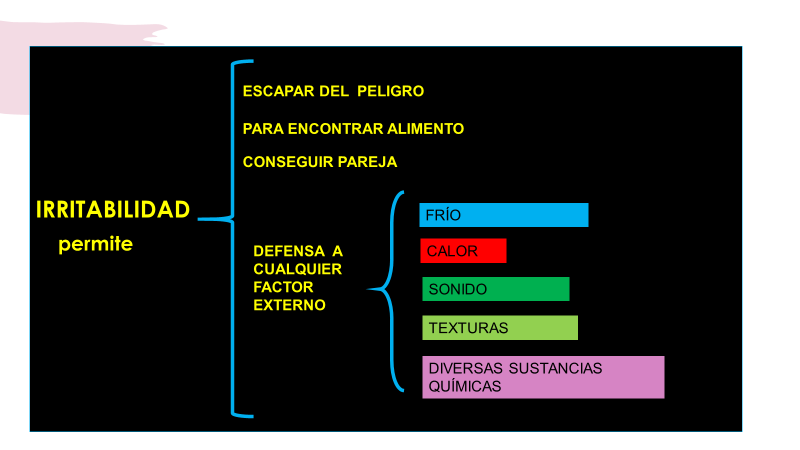 ESCAPAR DEL PELIGRO
PARA ENCONTRAR ALIMENTO
CONSEGUIR PAREJA
IRRITABILIDAD
permite
DEFENSA A
CUALQUIER
FACTOR
EXTERNO
FRÍO
CALOR
SONIDO
TEXTURAS
DIVERSAS SUSTANCIAS
QUÍMICAS